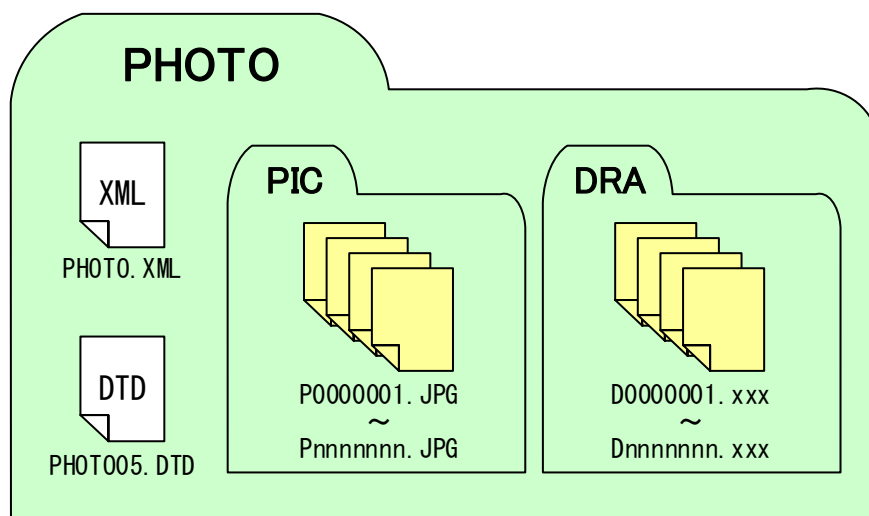 PHOTO
XML
PHOTO.XML
DTD
PHOTO05.DTD
PIC
P0000001.JPG
～
Pnnnnnnn.JPG
DRA
D0000001.xxx
～
Dnnnnnnn.xxx